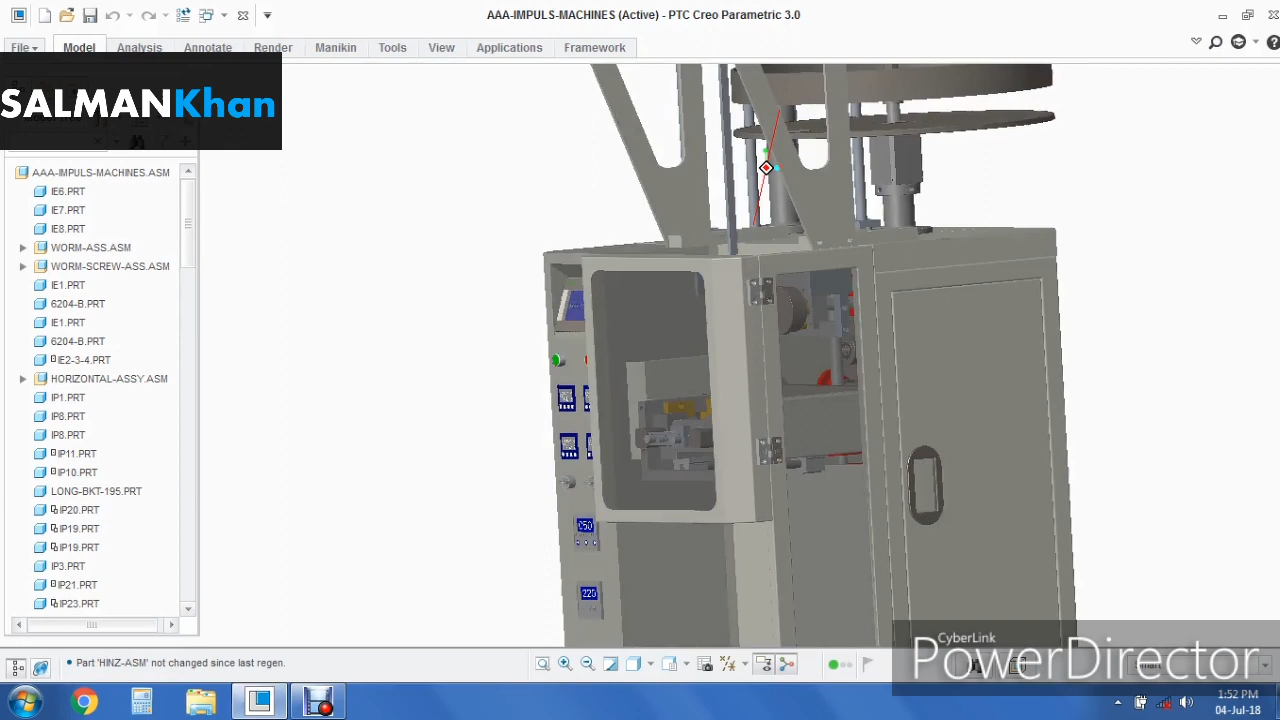 AAA-IMPULS-MACHINES (Active) - PTC Creo Parametric 3.0
File Model Analysis Annotate Render Manikin Tools View Applications Framework
SALMANKhan
AAA-IMPULS-MACHINES.ASM
IE6.PRT
IE7.PRT
IE8.PRT
WORM-ASS.ASM
WORM-SCREW-ASS.ASM
IE1.PRT
6204-B.PRT
IE1.PRT
6204-B.PRT
IE2-3-4.PRT
HORIZONTAL-ASSY.ASM
IP1.PRT
IP8.PRT
IP8.PRT
IP11.PRT
IP10.PRT
LONG-BKT-195.PRT
IP20.PRT
IP19.PRT
IP19.PRT
IP3.PRT
IP21.PRT
IP23.PRT
220
CyberLink
PowerDirector
Part 'HINZ-ASM' not changed since last regen.
1:52 PM
04-Jul-18